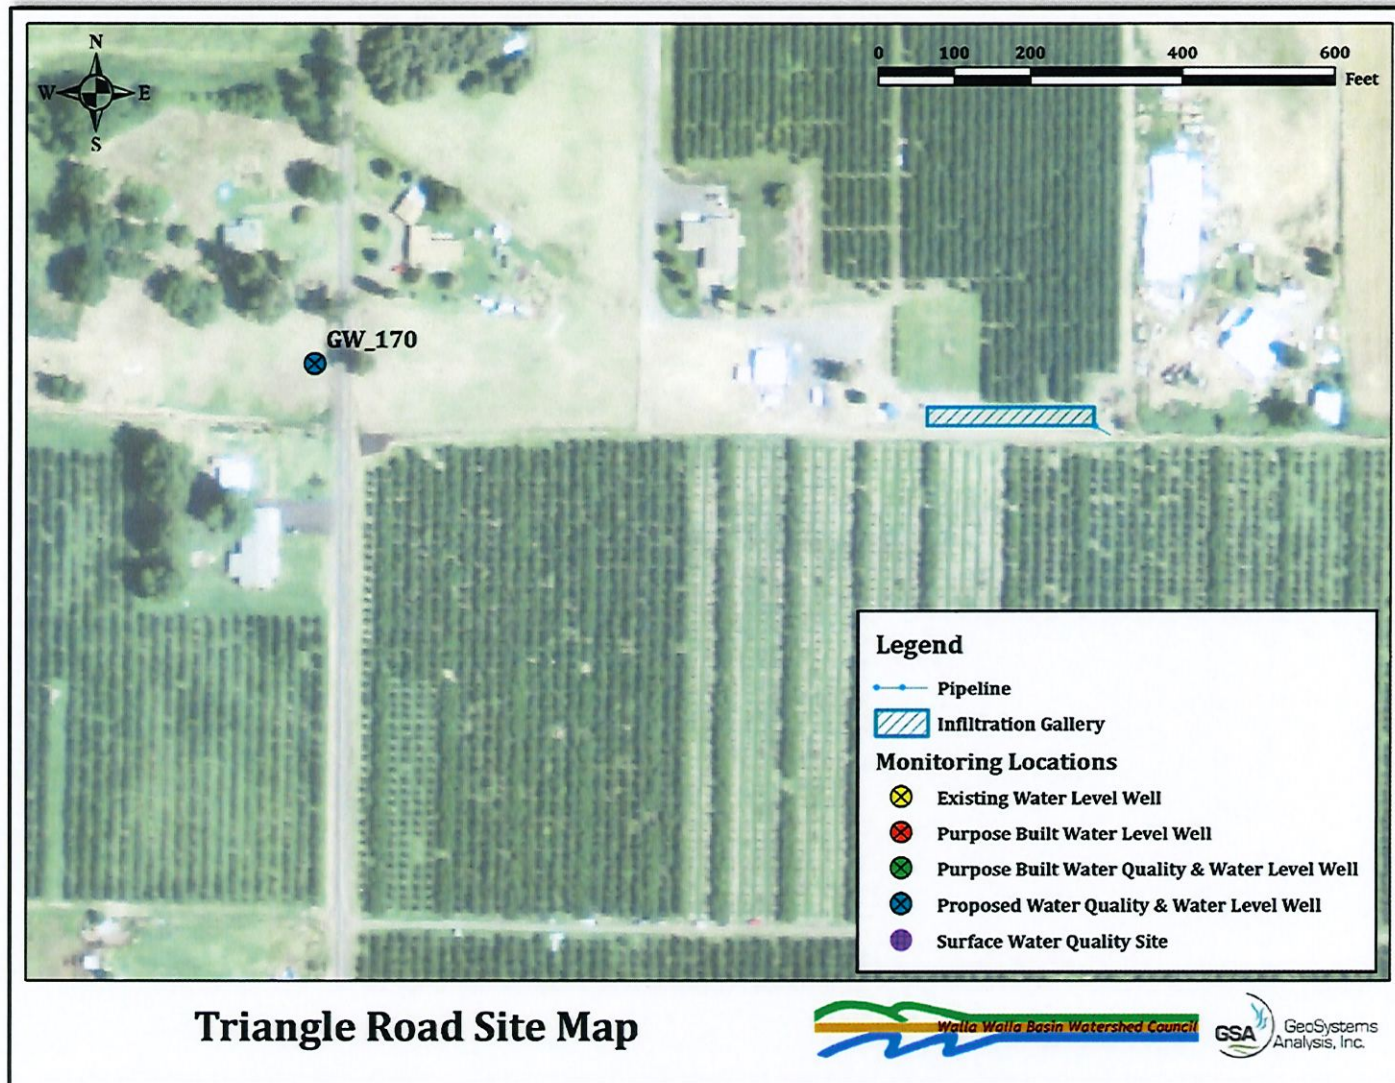 N
W E
S
0 100 200 400 600
Feet
GW_170
Legend
Pipeline
Infiltration Gallery
Monitoring Locations
Existing Water Level Well
Purpose Built Water Level Well
Purpose Built Water Quality & Water Level Well
Proposed Water Quality & Water Level Well
Surface Water Quality Site
Triangle Road Site Map
Walla Walla Basin Watershed Council
GSA
GeoSystems
Analysis, Inc.